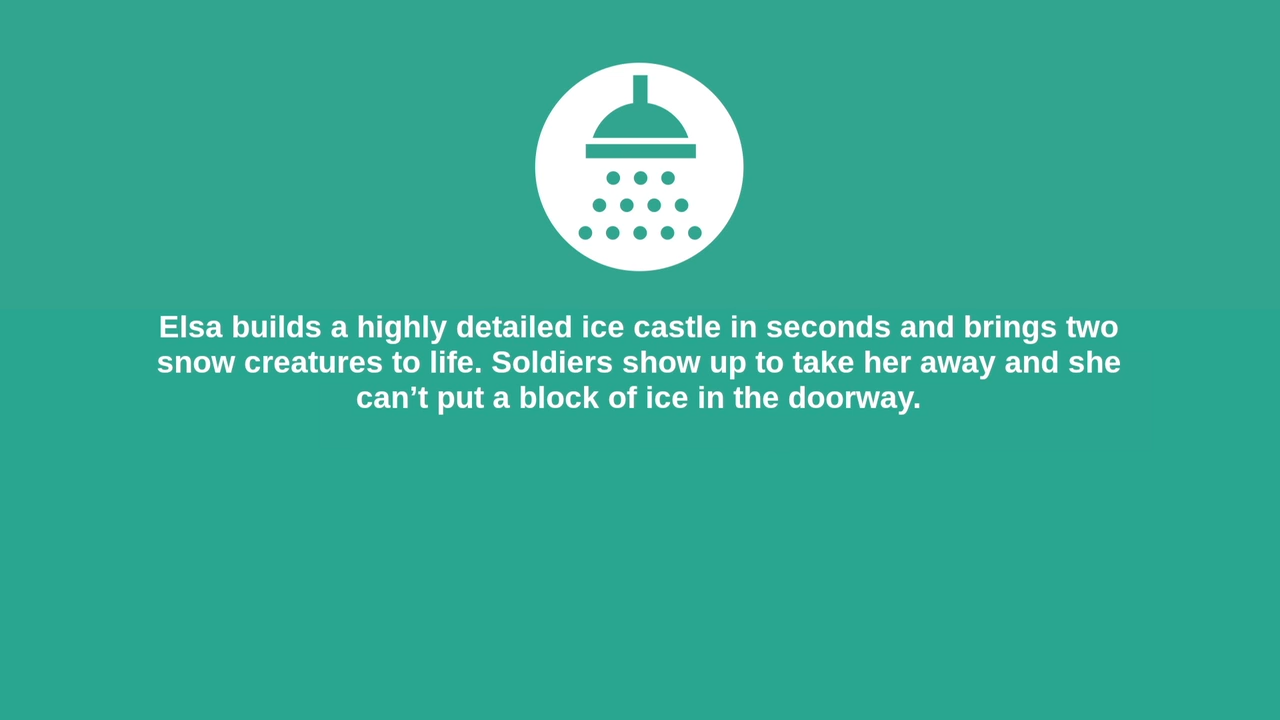 Elsa builds a highly detailed ice castle in seconds and brings two
snow creatures to life. Soldiers show up to take her away and she
can’t put a block of ice in the doorway.